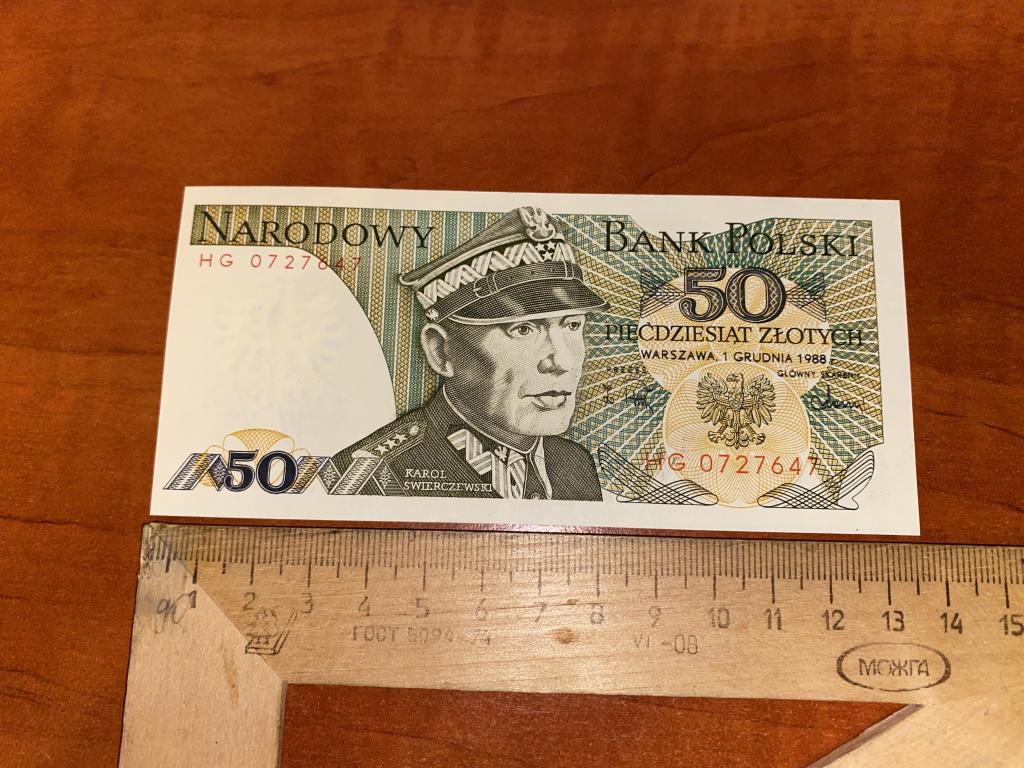 NARODOWY BANK POLSKI
HG 0727647
50
PIĘĆDZIESIĄT ZŁOTYCH
WARSZAWA, 1 GRUDNIA 1988 r
PREZES GŁÓWNY SKARBNIK
HG 0727647
50
KAROL
ŚWIERCZEWSKI
1 2 3 4 5 6 7 8 9 10 11 12 13 14 15
90
ГОСТ 5094-74 VI-08
МОЖГА